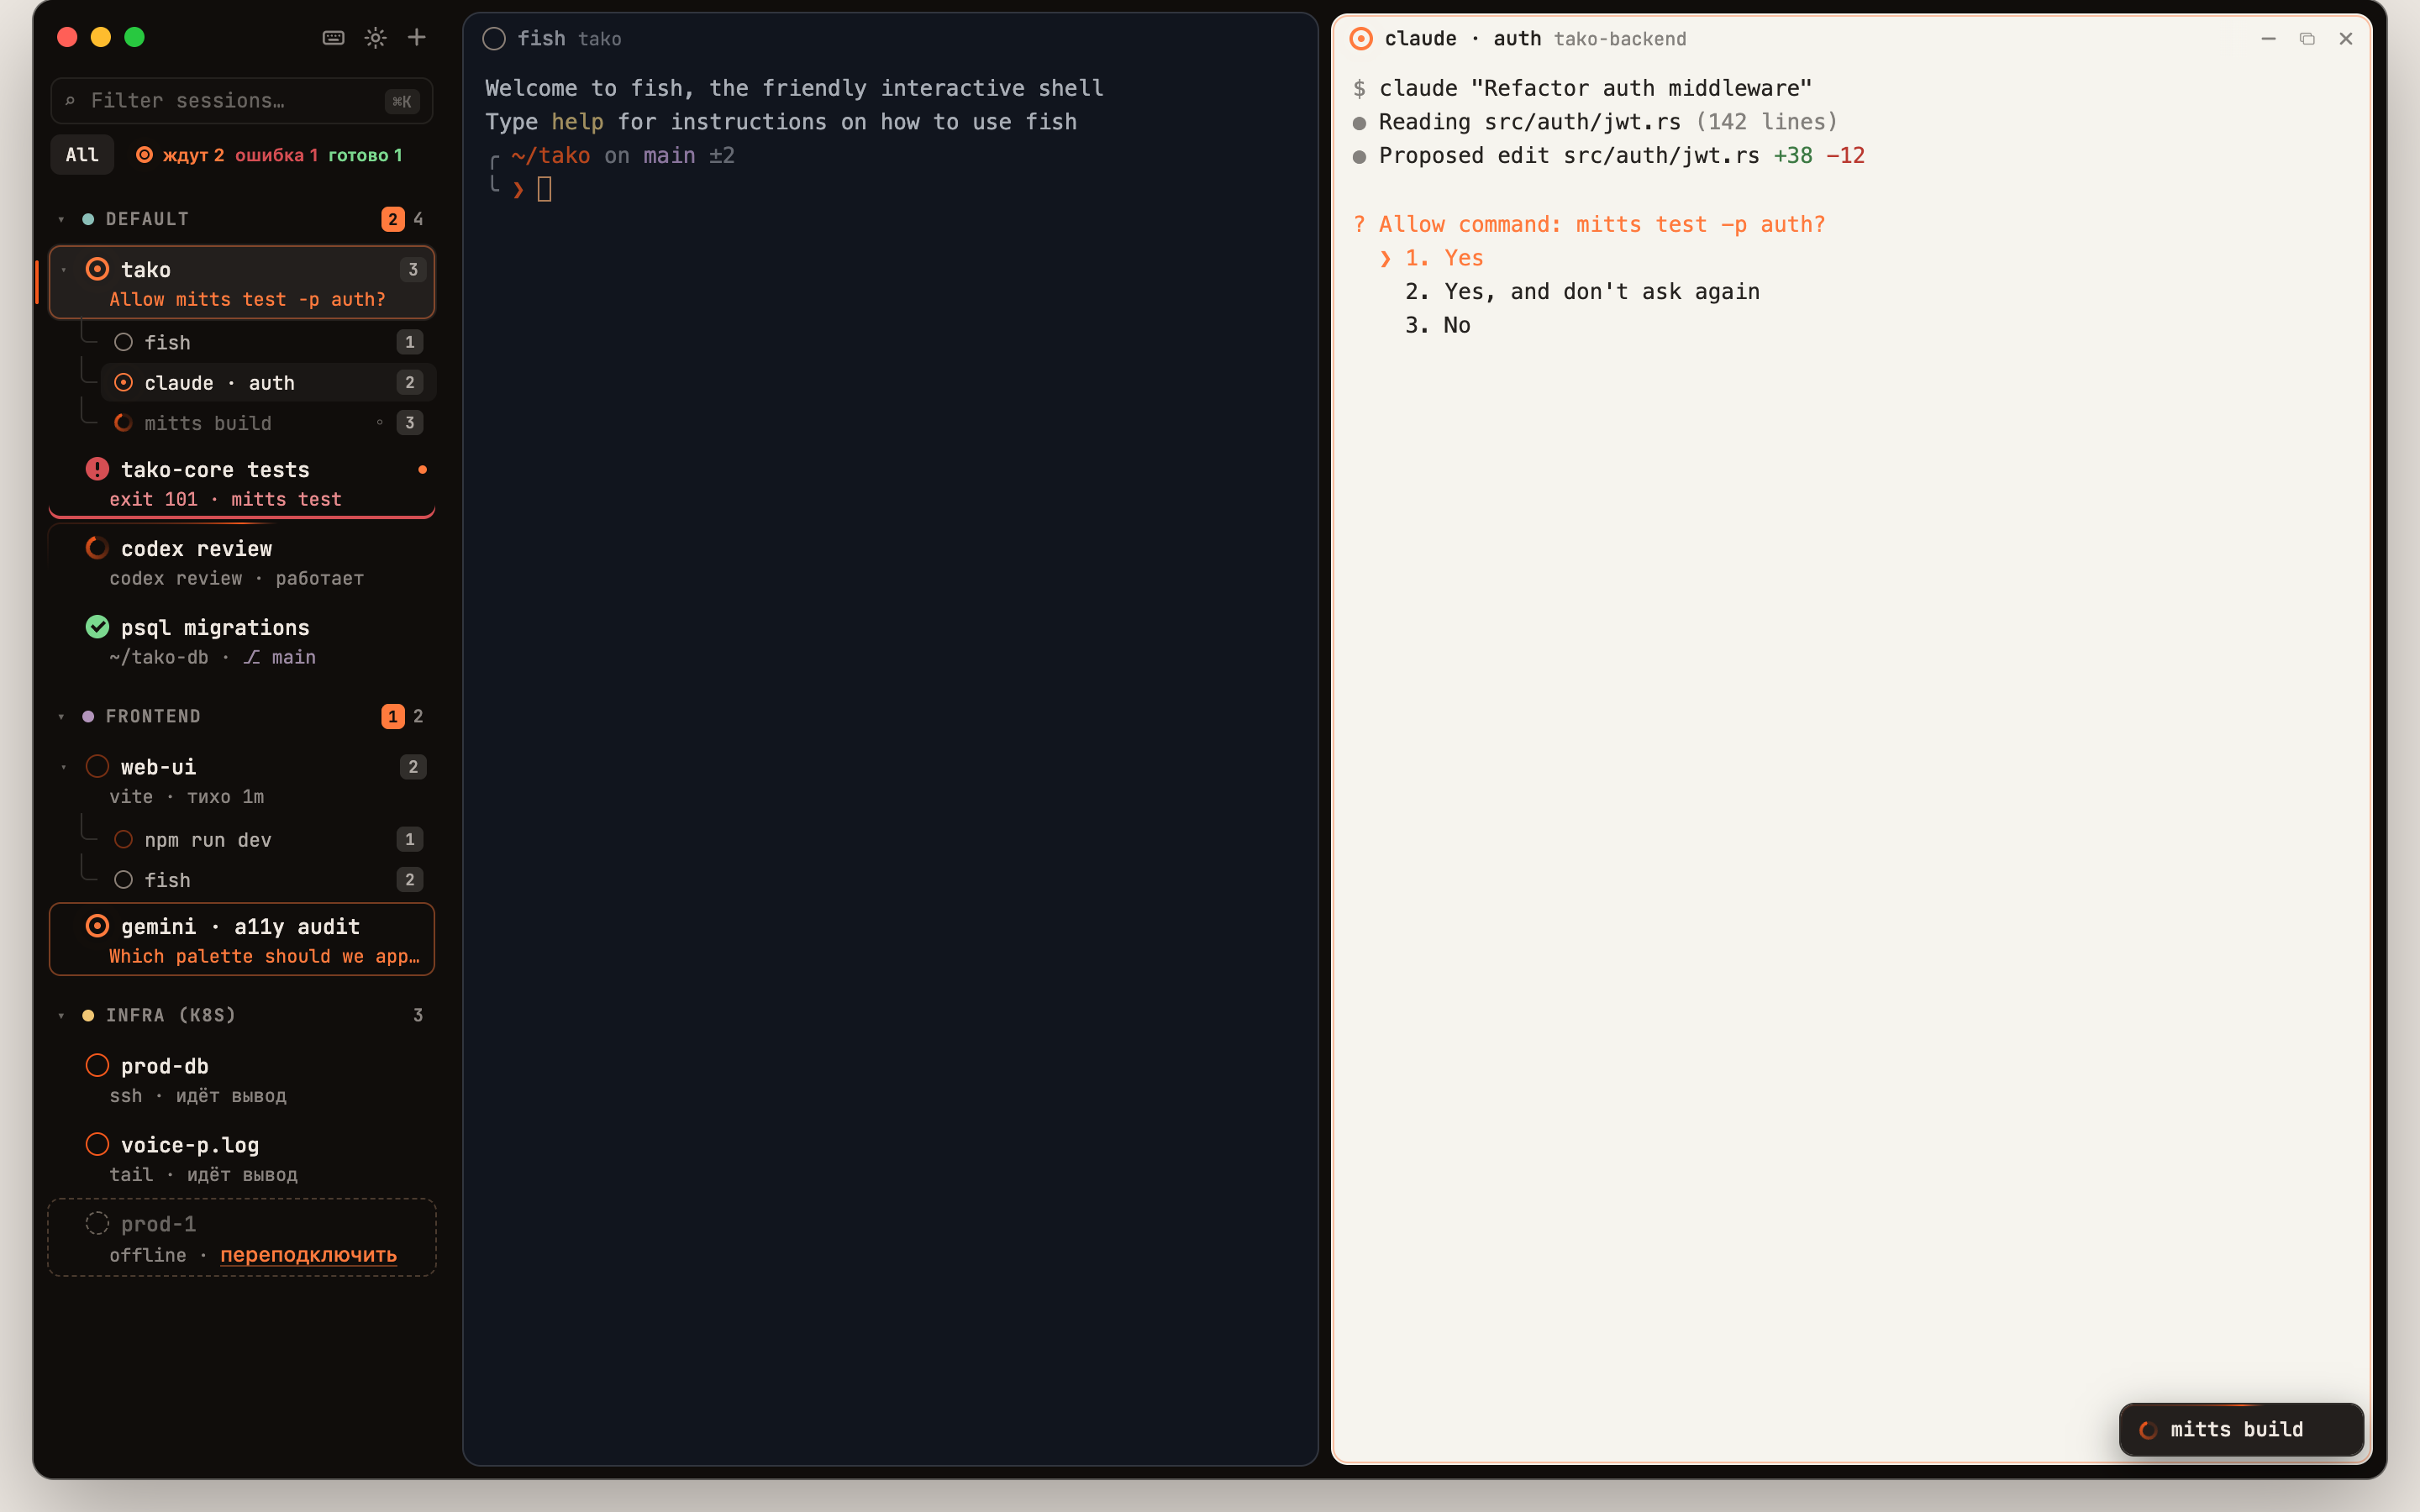 Filter sessions…
⌘K
All
ждут 2 ошибка 1 готово 1
DEFAULT 2 4
tako 3
Allow mitts test -p auth?
fish 1
claude · auth 2
mitts build 3
tako-core tests
exit 101 · mitts test
codex review
codex review · работает
psql migrations
~/tako-db · ⎇ main
FRONTEND 1 2
web-ui 2
vite · тихо 1m
npm run dev 1
fish 2
gemini · a11y audit
Which palette should we app…
INFRA (K8S) 3
prod-db
ssh · идёт вывод
voice-p.log
tail · идёт вывод
prod-1
offline · переподключить
fish tako
Welcome to fish, the friendly interactive shell
Type help for instructions on how to use fish
╭ ~/tako on main ±2
╰ ❯
claude · auth tako-backend
$ claude "Refactor auth middleware"
● Reading src/auth/jwt.rs (142 lines)
● Proposed edit src/auth/jwt.rs +38 −12
? Allow command: mitts test −p auth?
❯ 1. Yes
2. Yes, and don't ask again
3. No
mitts build